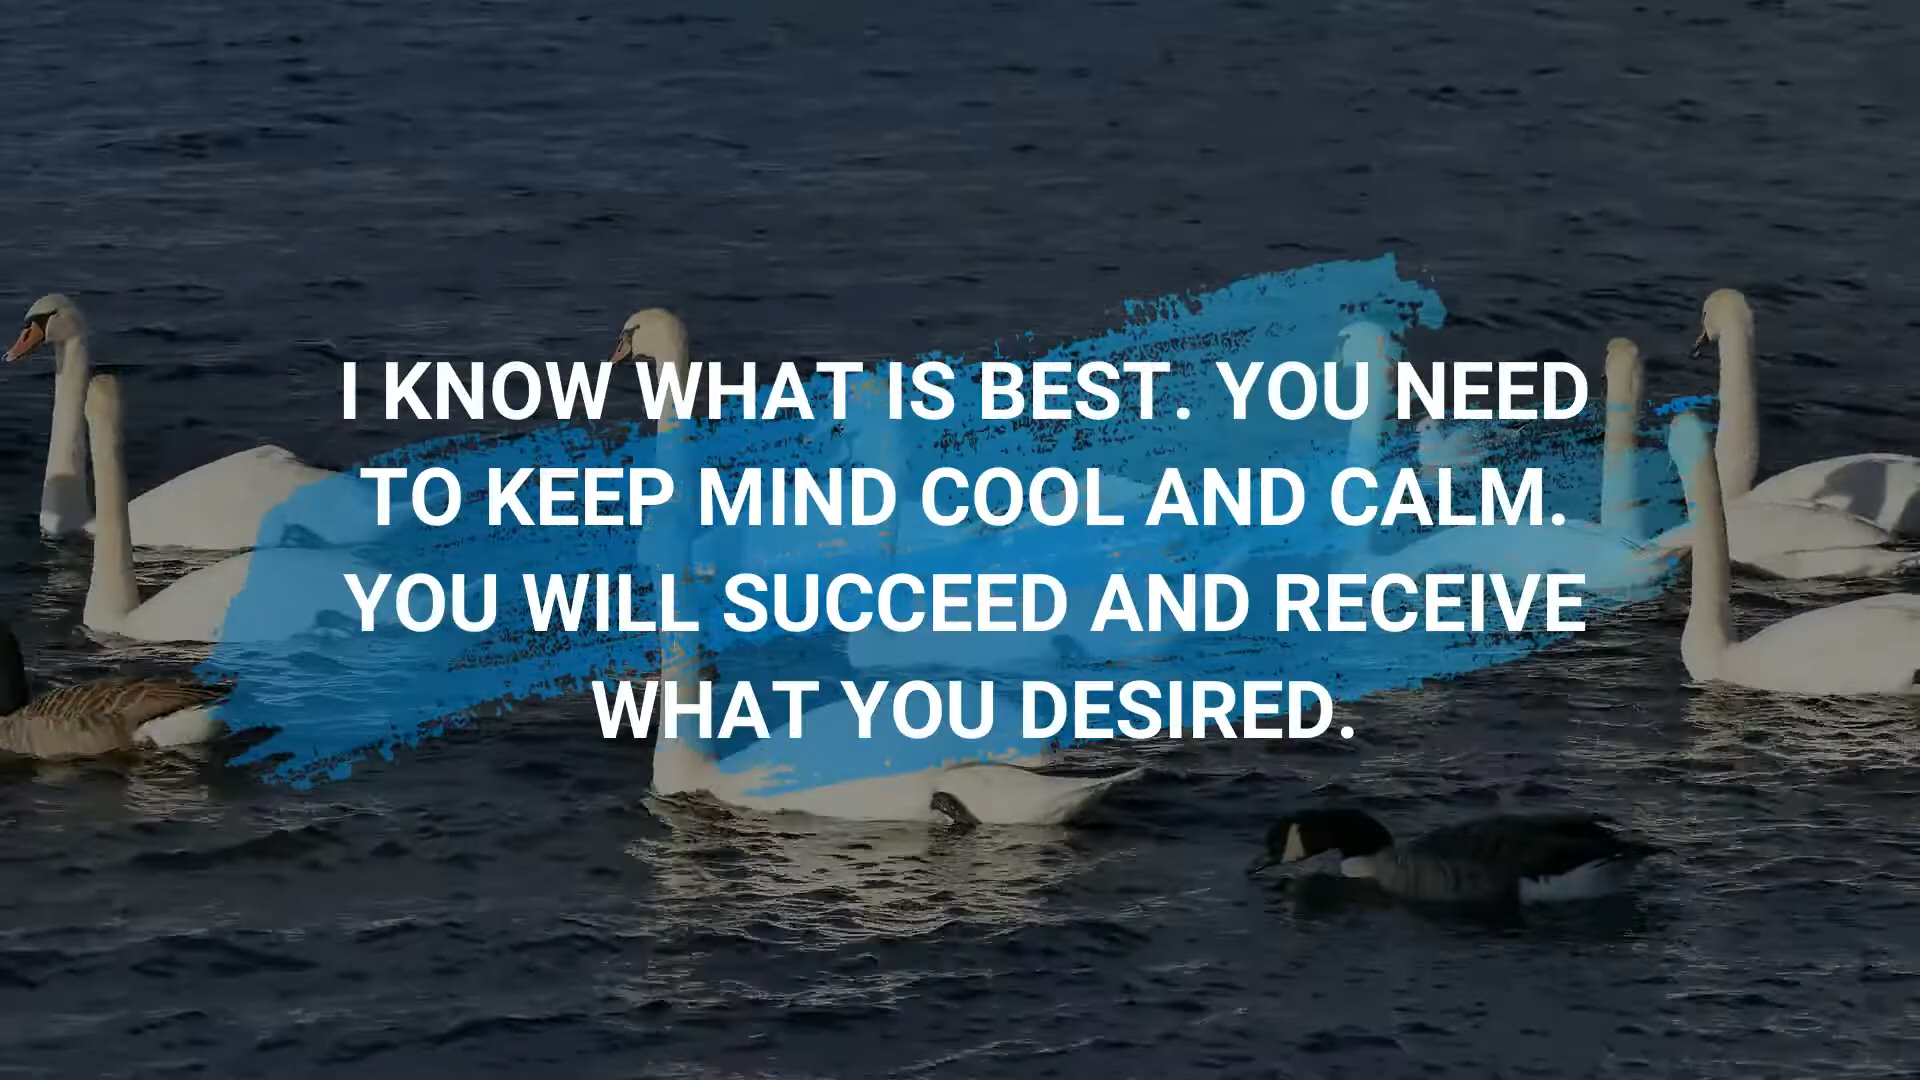 I KNOW WHAT IS BEST. YOU NEED
TO KEEP MIND COOL AND CALM.
YOU WILL SUCCEED AND RECEIVE
WHAT YOU DESIRED.